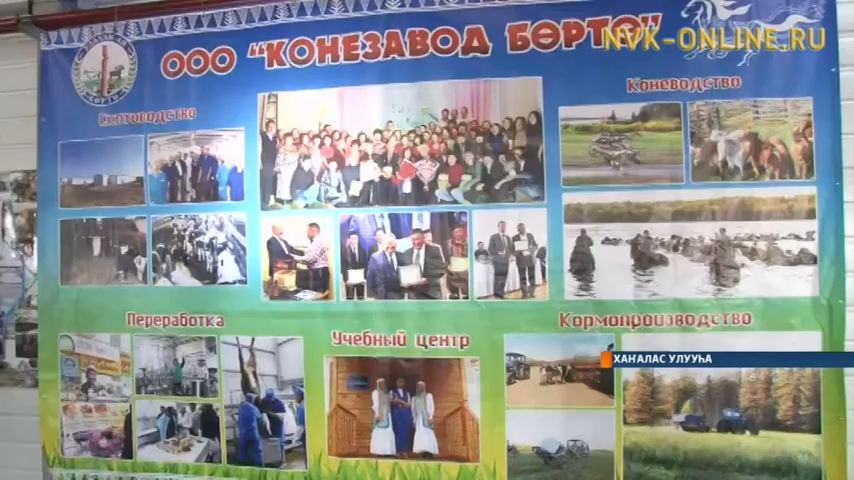 NVK-ONLINE.RU
ООО “КОНЕЗАВОД БӨРТӨ”
Скотоводство
Коневодство
Переработка
Учебный центр
Кормопроизводство
ХАНАЛАС УЛУУҺА